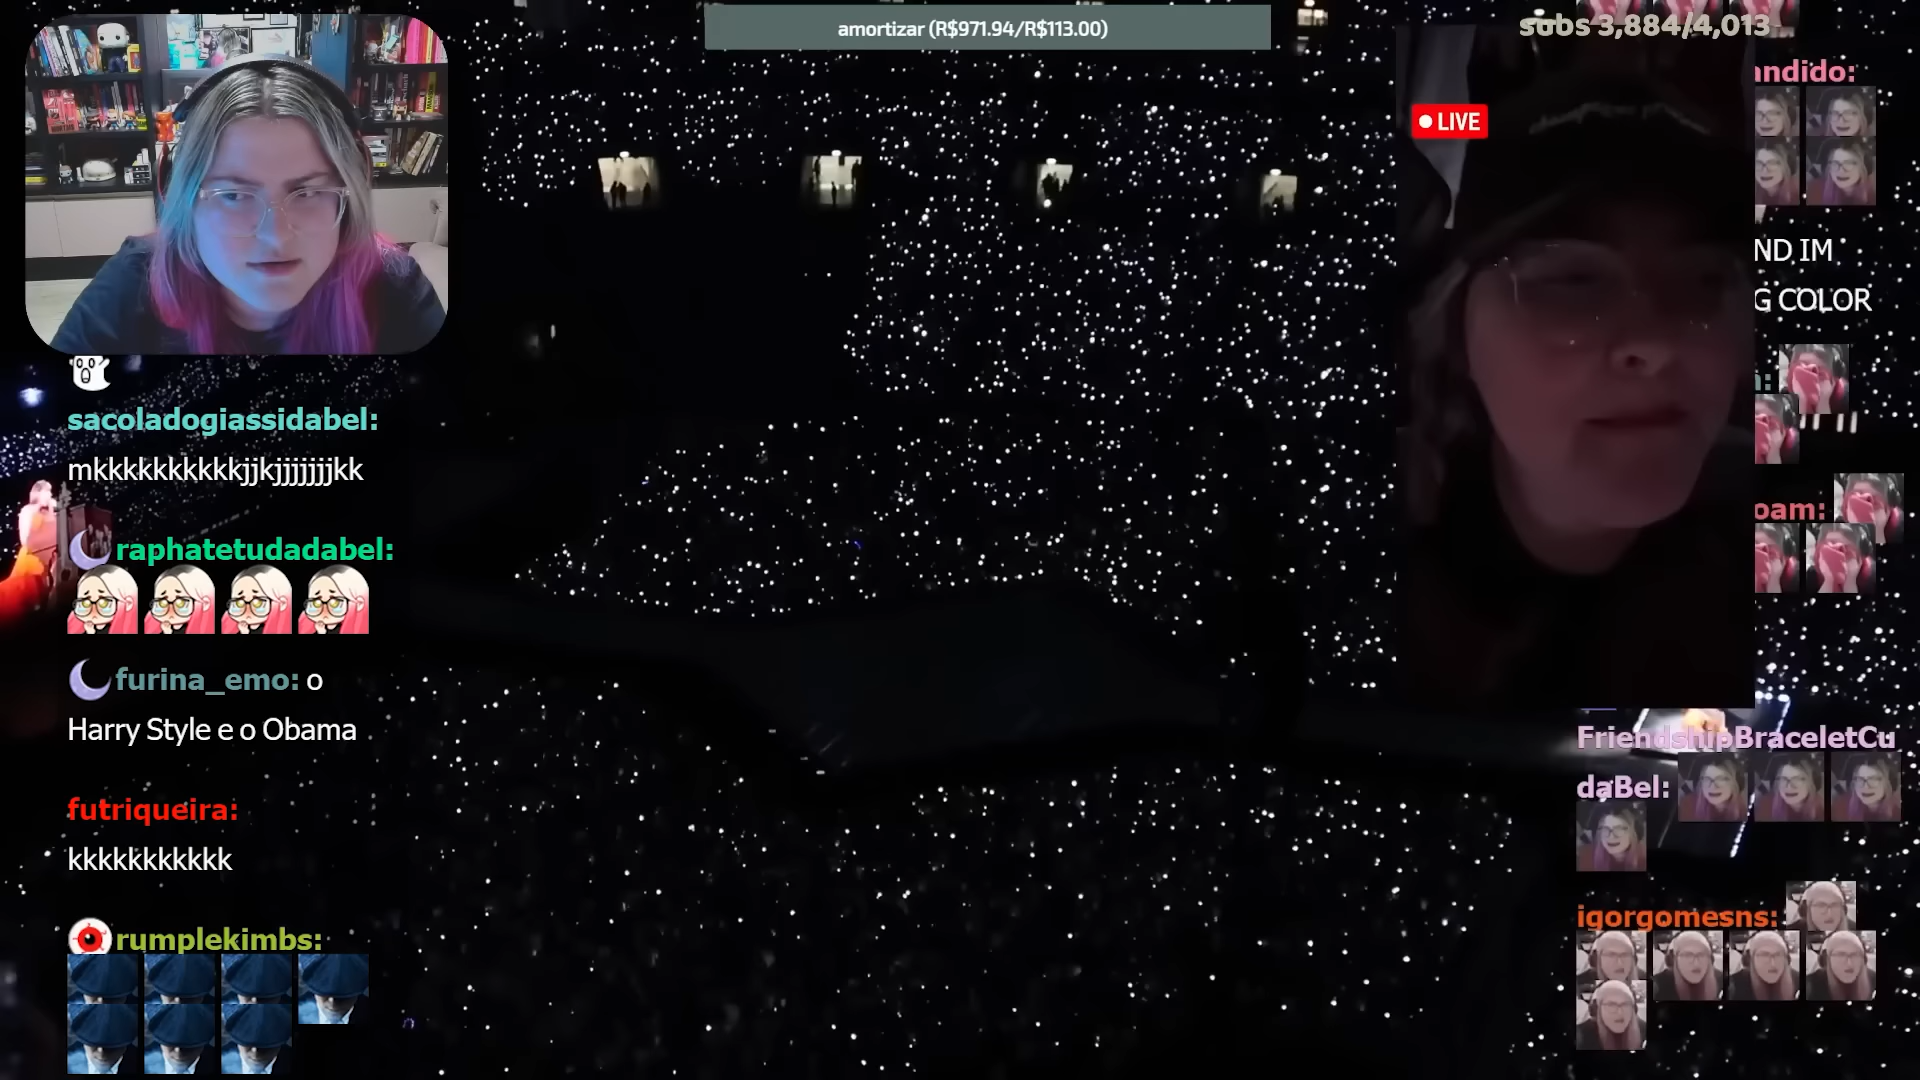 amortizar (R$971.94/R$113.00)
subs 3,884/4,013
LIVE
sacoladogiassidabel:
mkkkkkkkkkkjjkjjjjjjjkk
raphatetudadabel:
furina_emo: o
Harry Style e o Obama
futriqueira:
kkkkkkkkkkk
rumplekimbs:
andido:
ND IM
G COLOR
oam:
FriendshipBraceletCu
daBel:
igorgomesns: